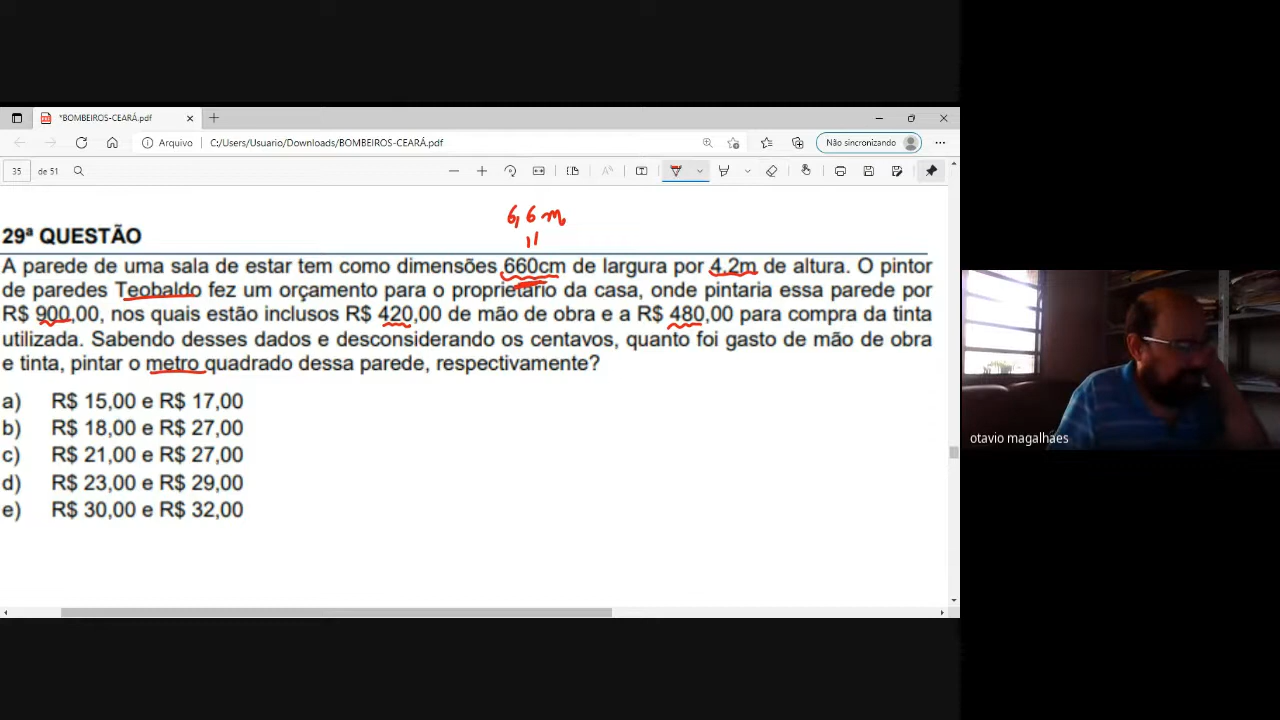 *BOMBEIROS-CEARÁ.pdf
Arquivo C:/Users/Usuario/Downloads/BOMBEIROS-CEARÁ.pdf Não sincronizando
35 de 51
6,6 m
29ª QUESTÃO
A parede de uma sala de estar tem como dimensões 660cm de largura por 4,2m de altura. O pintor
de paredes Teobaldo fez um orçamento para o proprietário da casa, onde pintaria essa parede por
R$ 900,00, nos quais estão inclusos R$ 420,00 de mão de obra e a R$ 480,00 para compra da tinta
utilizada. Sabendo desses dados e desconsiderando os centavos, quanto foi gasto de mão de obra
e tinta, pintar o metro quadrado dessa parede, respectivamente?
a) R$ 15,00 e R$ 17,00
b) R$ 18,00 e R$ 27,00
c) R$ 21,00 e R$ 27,00
d) R$ 23,00 e R$ 29,00
e) R$ 30,00 e R$ 32,00
otavio magalhaes